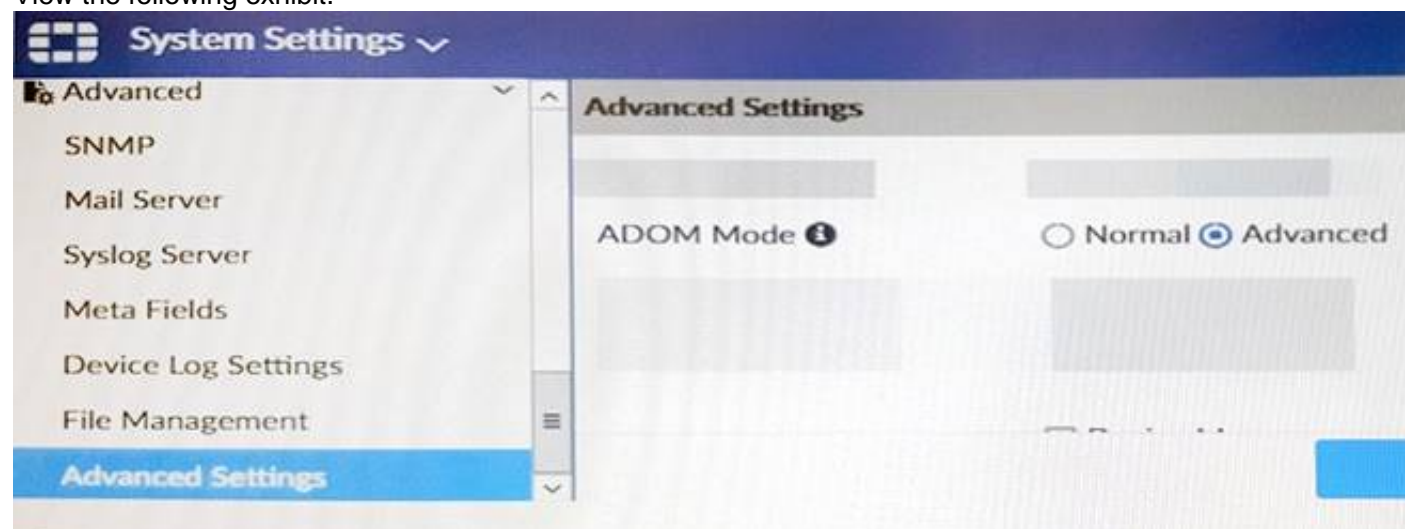 View the following exhibit.
System Settings
Advanced
SNMP
Mail Server
Syslog Server
Meta Fields
Device Log Settings
File Management
Advanced Settings
Advanced Settings
ADOM Mode
Normal Advanced